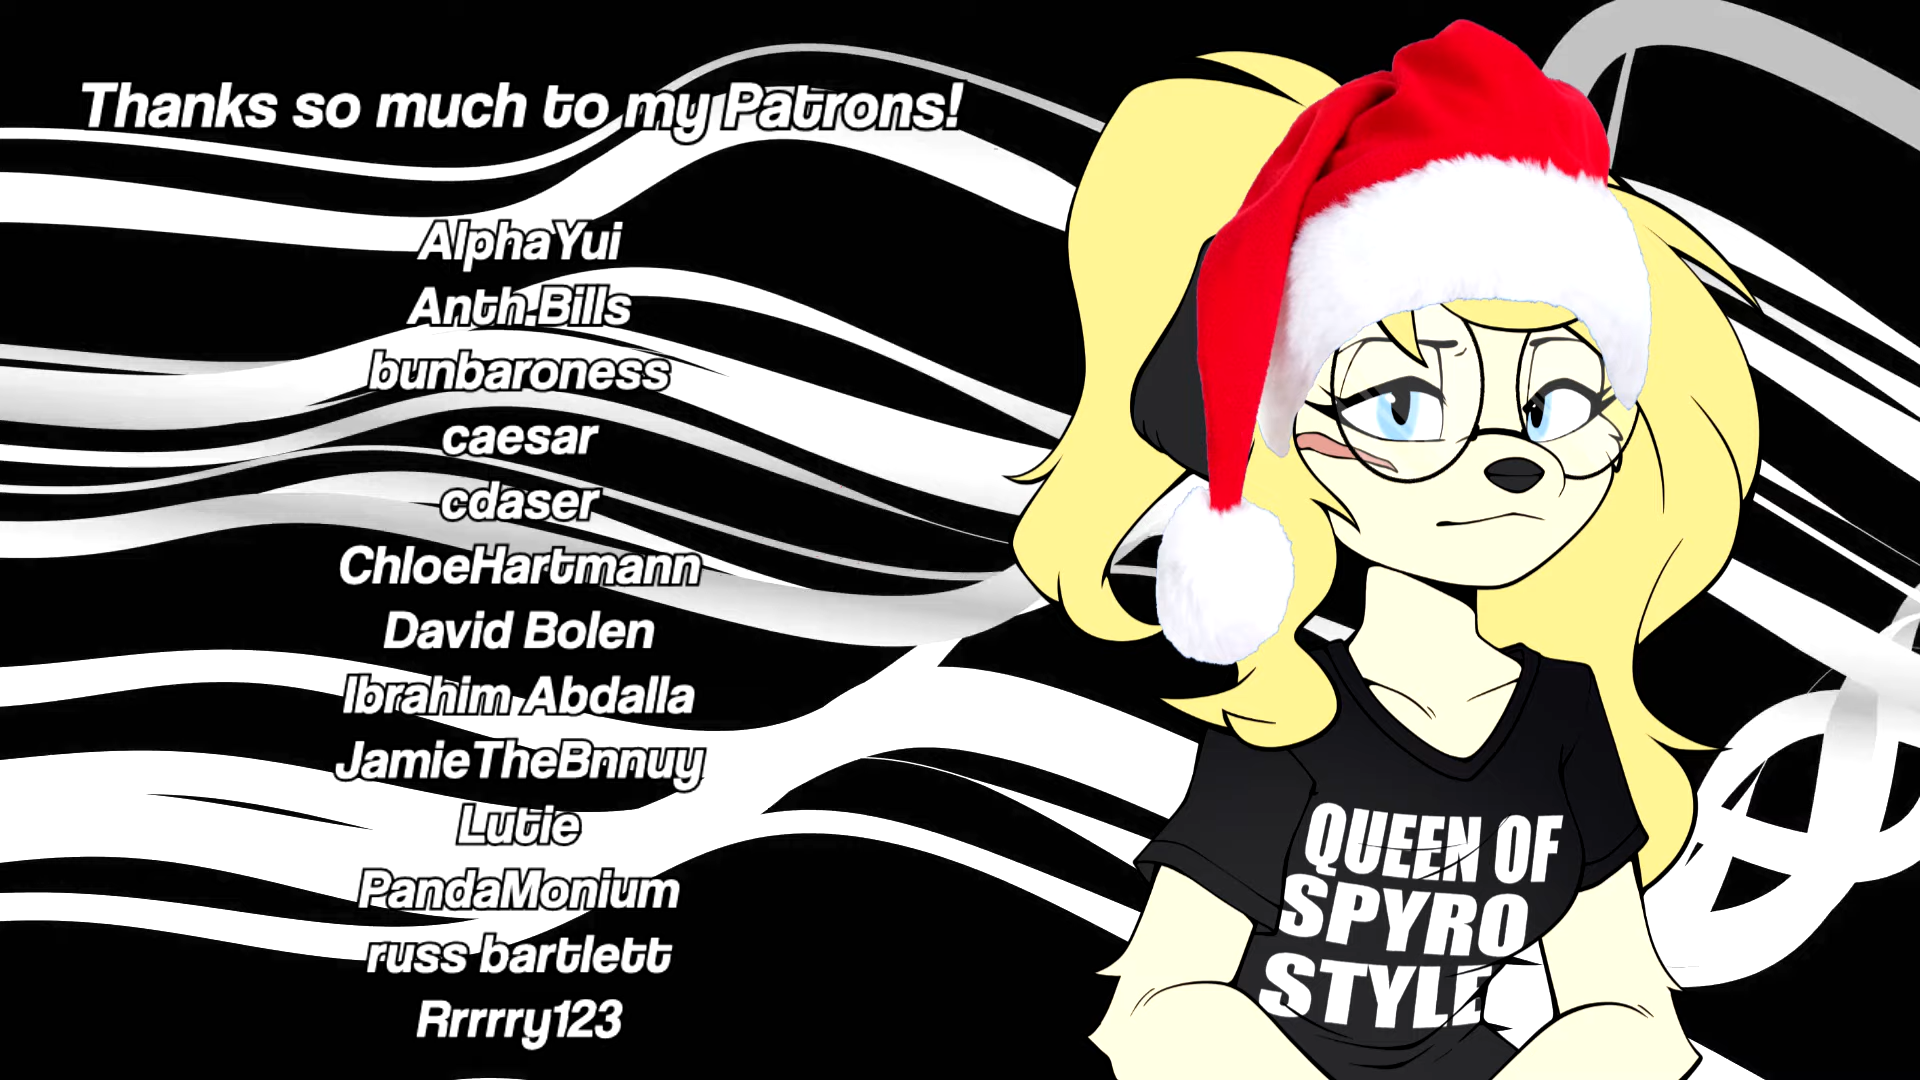 Thanks so much to my Patrons!
AlphaYui
Anth.Bills
bunbaroness
caesar
cdaser
ChloeHartmann
David Bolen
Ibrahim Abdalla
JamieTheBnnuy
Lutie
PandaMonium
russ bartlett
Rrrrrry123
QUEEN OF
SPYRO
STYLE